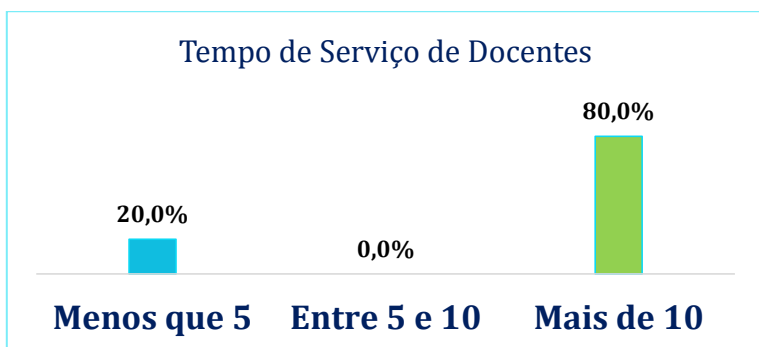 Tempo de Serviço de Docentes
80,0%
20,0%
0,0%
Menos que 5 Entre 5 e 10 Mais de 10